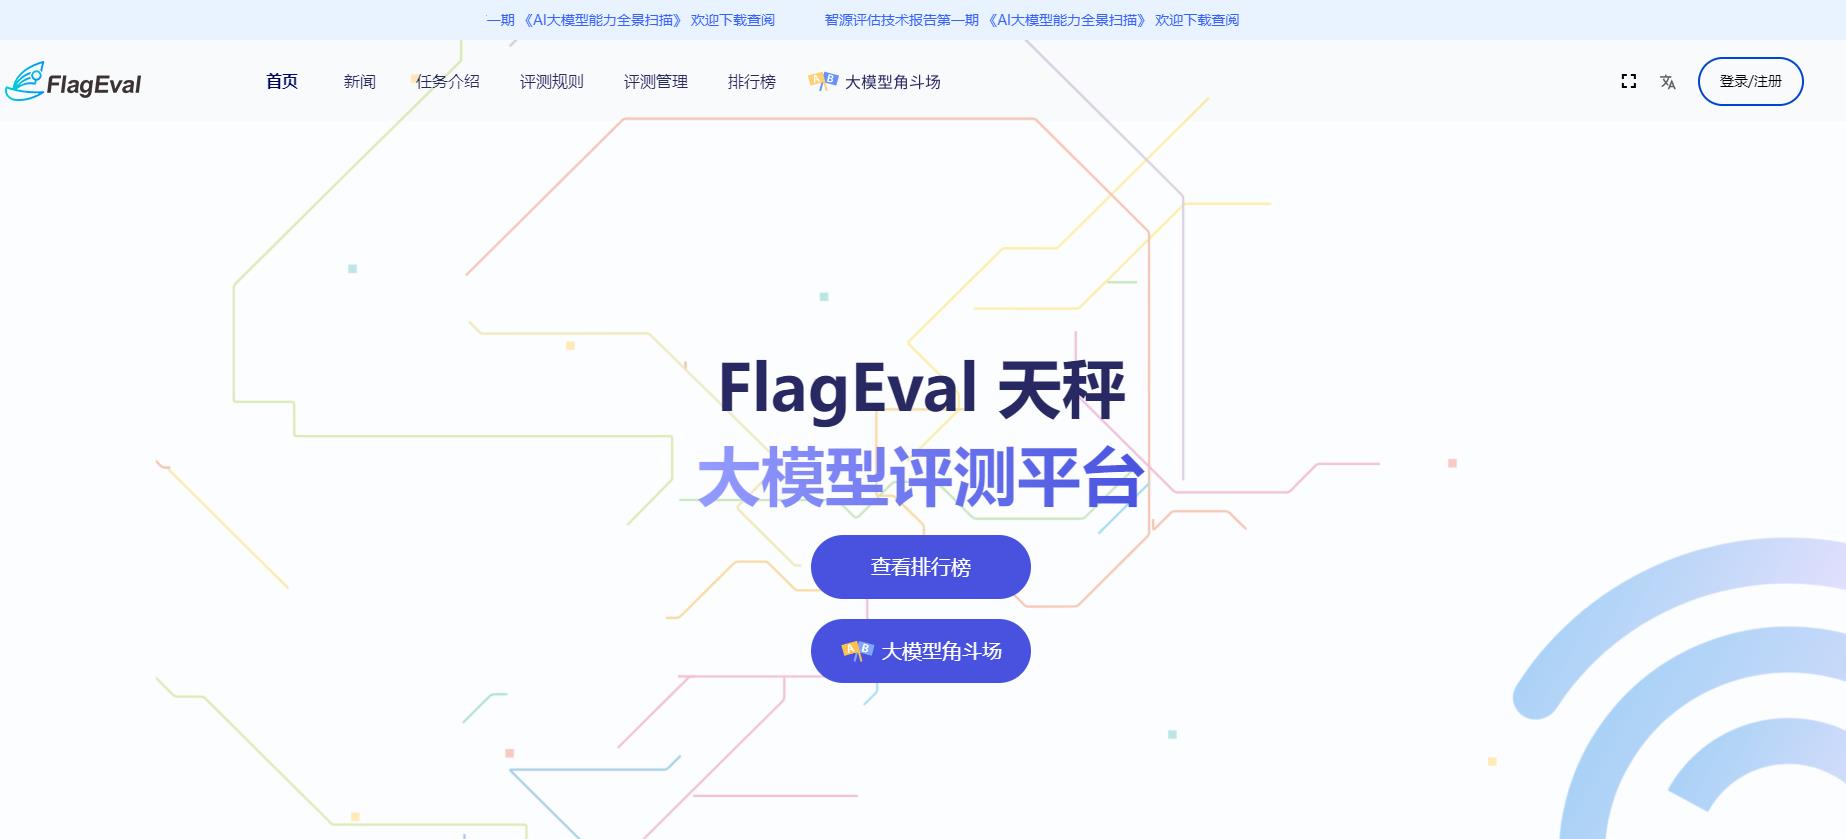 一期 《AI大模型能力全景扫描》 欢迎下载查阅 智源评估技术报告第一期 《AI大模型能力全景扫描》 欢迎下载查阅
FlagEval 首页 新闻 任务介绍 评测规则 评测管理 排行榜 A B 大模型角斗场 登录/注册
FlagEval 天秤
大模型评测平台
查看排行榜
A B 大模型角斗场